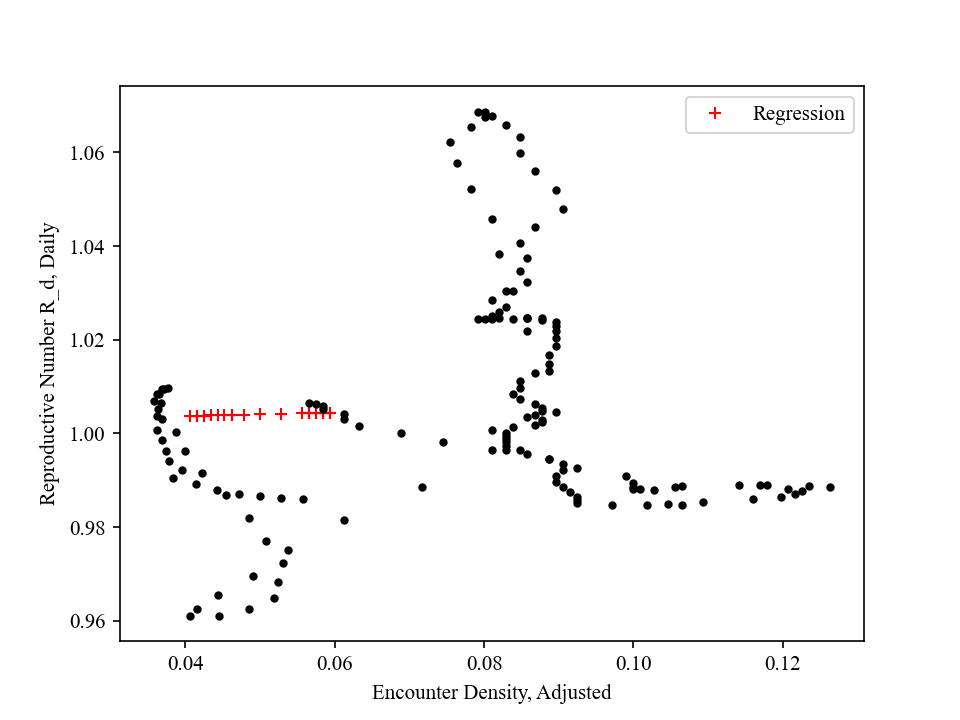 Regression
1.06
1.04
1.02
1.00
0.98
0.96
Reproductive Number R_d, Daily
0.04 0.06 0.08 0.10 0.12
Encounter Density, Adjusted